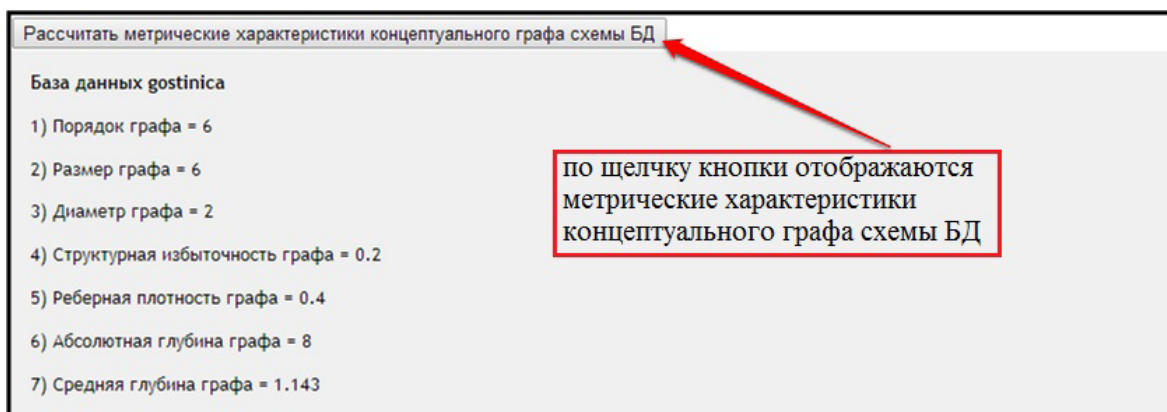 Рассчитать метрические характеристики концептуального графа схемы БД
База данных gostinica
1) Порядок графа = 6
2) Размер графа = 6
3) Диаметр графа = 2
4) Структурная избыточность графа = 0.2
5) Реберная плотность графа = 0.4
6) Абсолютная глубина графа = 8
7) Средняя глубина графа = 1.143
по щелчку кнопки отображаются
метрические характеристики
концептуального графа схемы БД